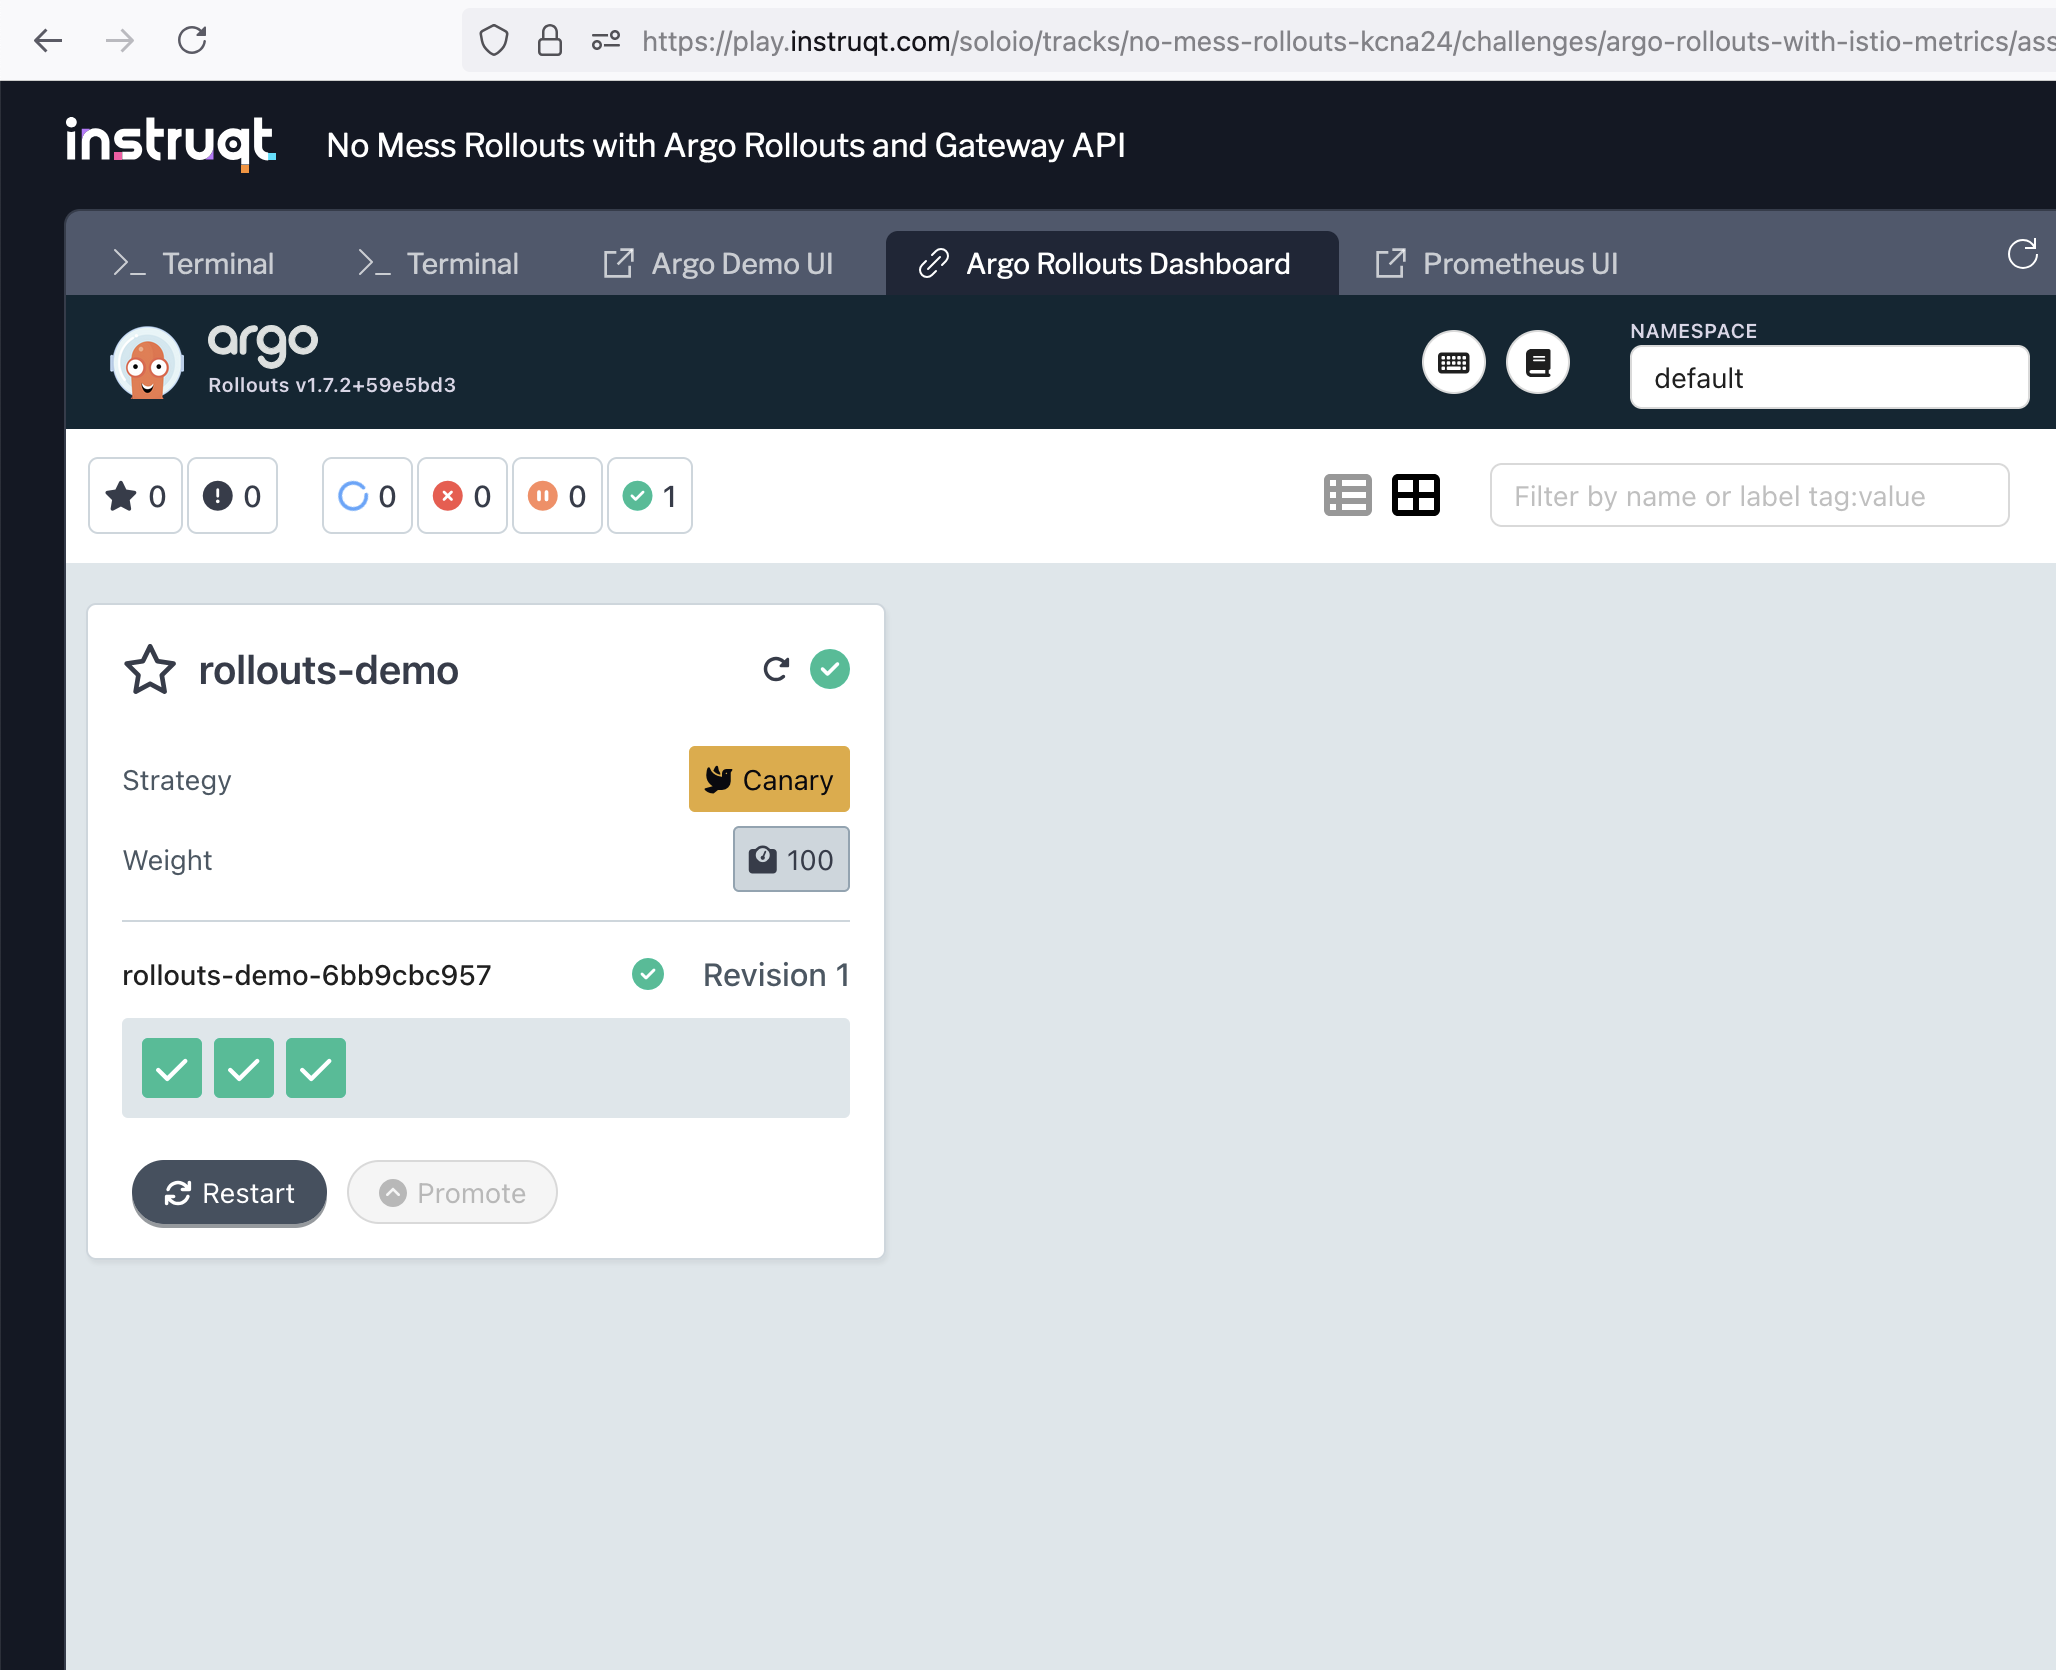 https://play.instruqt.com/soloio/tracks/no-mess-rollouts-kcna24/challenges/argo-rollouts-with-istio-metrics/ass
instruqt
No Mess Rollouts with Argo Rollouts and Gateway API
Terminal
Terminal
Argo Demo UI
Argo Rollouts Dashboard
Prometheus UI
argo
Rollouts v1.7.2+59e5bd3
NAMESPACE
default
0
0
0
0
0
1
Filter by name or label tag:value
rollouts-demo
Strategy
Canary
Weight
100
rollouts-demo-6bb9cbc957
Revision 1
Restart
Promote